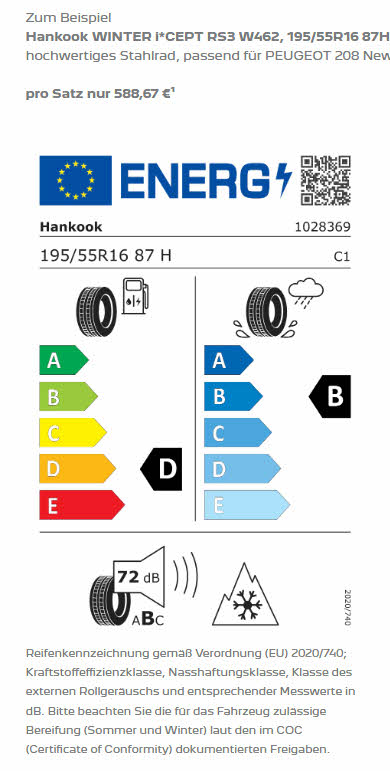 Zum Beispiel
Hankook WINTER i*CEPT RS3 W462, 195/55R16 87H
hochwertiges Stahlrad, passend für PEUGEOT 208 New
pro Satz nur 588,67 €¹
ENERG
Hankook 1028369
195/55R16 87 H C1
A A
B B B
C C
D D D
E E
72 dB
ABC
2020/740
Reifenkennzeichnung gemäß Verordnung (EU) 2020/740;
Kraftstoffeffizienzklasse, Nasshaftungsklasse, Klasse des
externen Rollgeräuschs und entsprechender Messwerte in
dB. Bitte beachten Sie die für das Fahrzeug zulässige
Bereifung (Sommer und Winter) laut den im COC
(Certificate of Conformity) dokumentierten Freigaben.